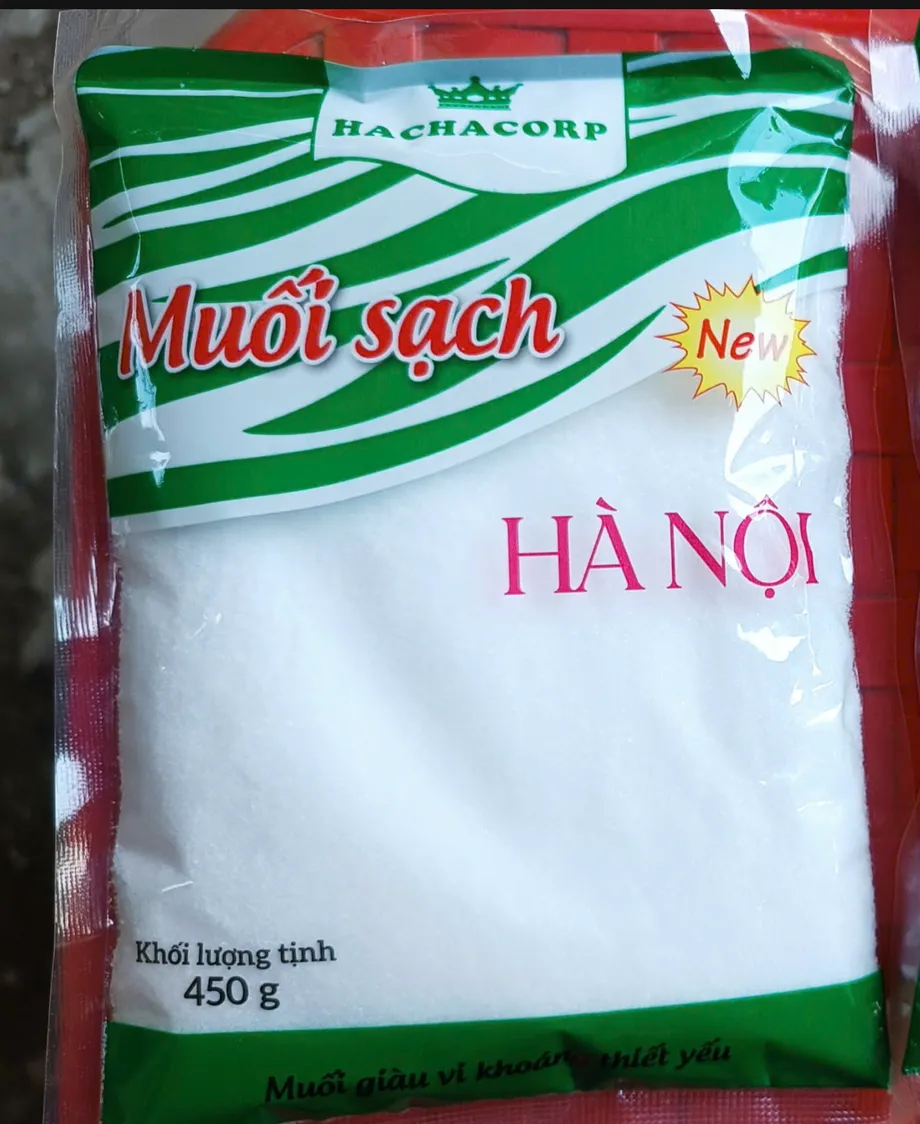 HACHACORP
Muối sạch
New
HÀ NỘI
Khối lượng tịnh
450 g
Muối giàu vi khoáng thiết yếu